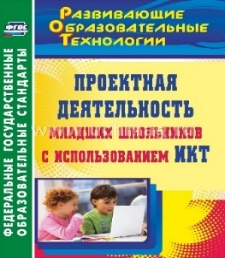 ФГОС
РАЗВИВАЮЩИЕ
ОБРАЗОВАТЕЛЬНЫЕ
ТЕХНОЛОГИИ
ФЕДЕРАЛЬНЫЕ ГОСУДАРСТВЕННЫЕ
ОБРАЗОВАТЕЛЬНЫЕ СТАНДАРТЫ
ПРОЕКТНАЯ
ДЕЯТЕЛЬНОСТЬ
МЛАДШИХ ШКОЛЬНИКОВ
С ИСПОЛЬЗОВАНИЕМ ИКТ